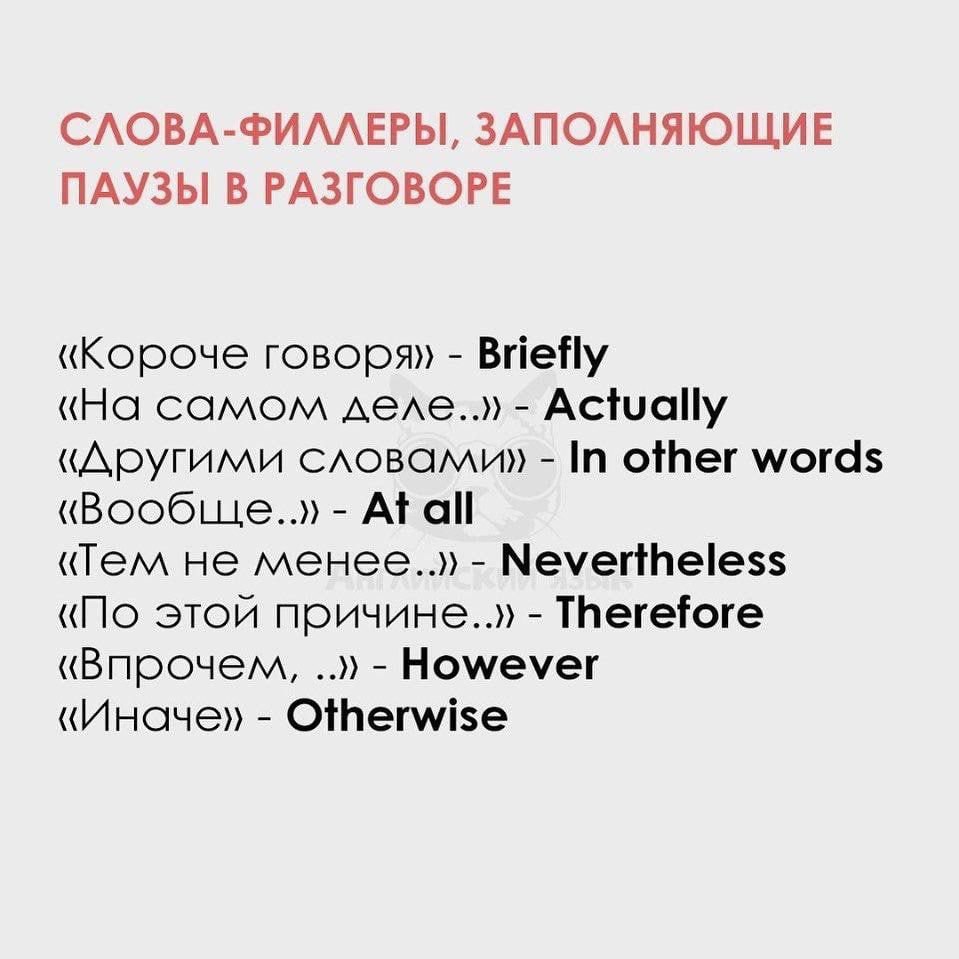 СЛОВА-ФИЛЛЕРЫ, ЗАПОЛНЯЮЩИЕ
ПАУЗЫ В РАЗГОВОРЕ
«Короче говоря» - Briefly
«На самом деле..» - Actually
«Другими словами» - In other words
«Вообще..» - At all
«Тем не менее..» - Nevertheless
АНГЛИЙСКИЙ ЯЗЫК
«По этой причине..» - Therefore
«Впрочем, ..» - However
«Иначе» - Otherwise